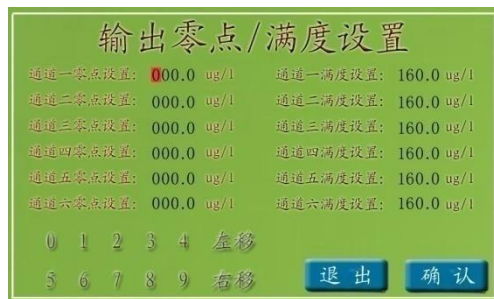 输出零点/满度设置
通道一零点设置: 000.0 ug/l 通道一满度设置: 160.0 ug/l
通道二零点设置: 000.0 ug/l 通道二满度设置: 160.0 ug/l
通道三零点设置: 000.0 ug/l 通道三满度设置: 160.0 ug/l
通道四零点设置: 000.0 ug/l 通道四满度设置: 160.0 ug/l
通道五零点设置: 000.0 ug/l 通道五满度设置: 160.0 ug/l
通道六零点设置: 000.0 ug/l 通道六满度设置: 160.0 ug/l
0 1 2 3 4 左移
5 6 7 8 9 右移 退出 确认